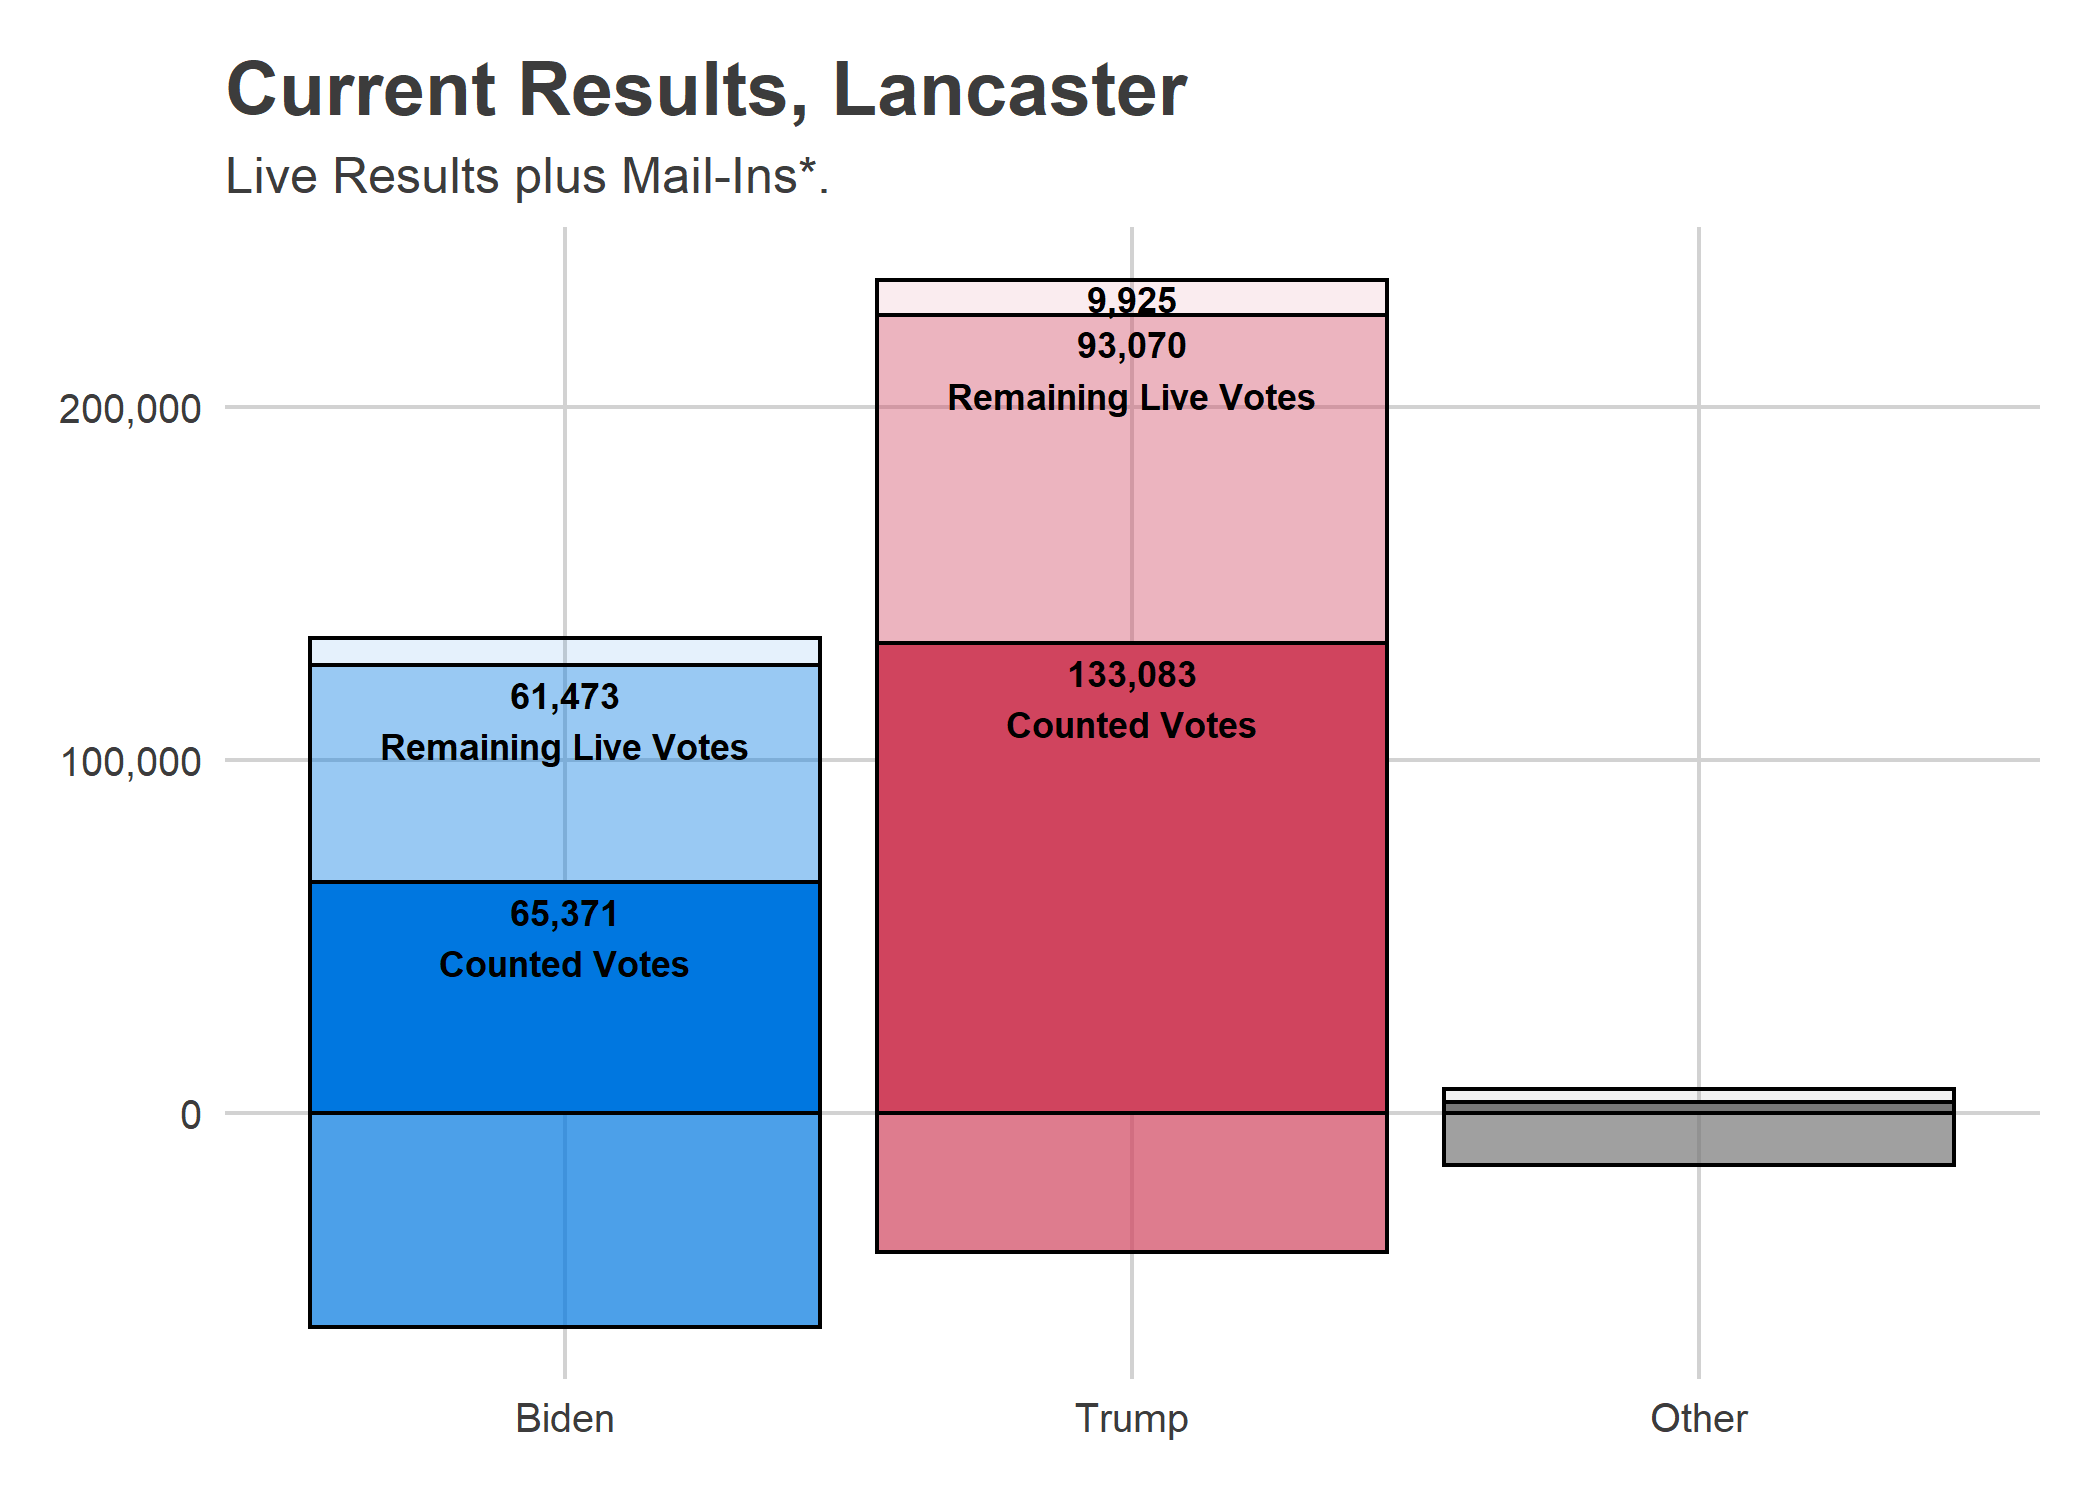 Current Results, Lancaster
Live Results plus Mail-Ins*.
9,925
93,070
Remaining Live Votes
200,000
61,473
Remaining Live Votes
133,083
Counted Votes
100,000
65,371
Counted Votes
0
Biden
Trump
Other